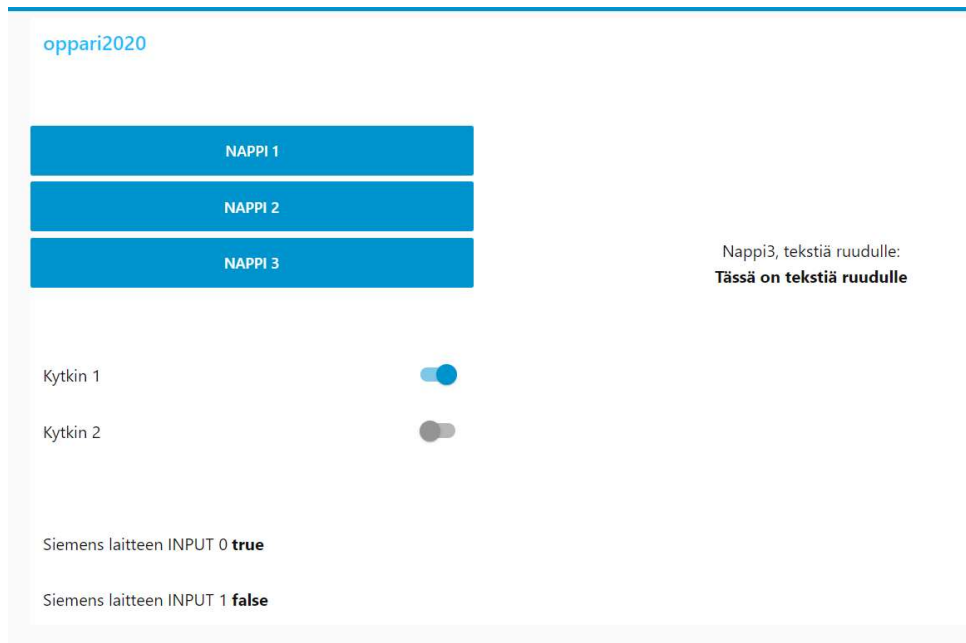 oppari2020
NAPPI 1
NAPPI 2
NAPPI 3
Nappi3, tekstiä ruudulle:
Tässä on tekstiä ruudulle
Kytkin 1
Kytkin 2
Siemens laitteen INPUT 0 true
Siemens laitteen INPUT 1 false